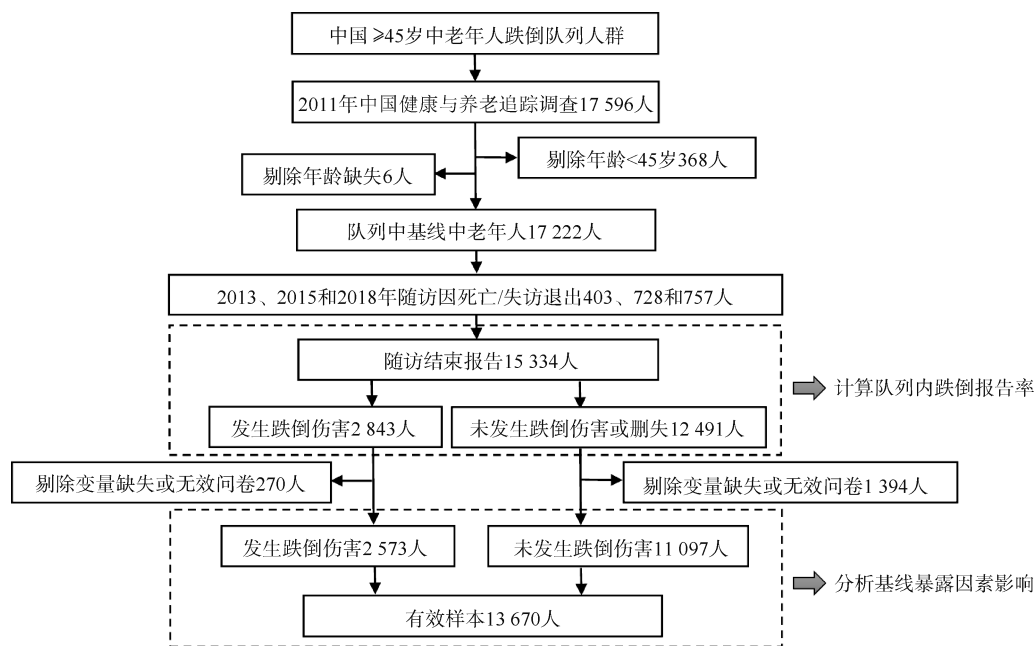 中国≥45岁中老年人跌倒队列人群
2011年中国健康与养老追踪调查17 596人
剔除年龄<45岁368人
剔除年龄缺失6人
队列中基线中老年人17 222人
2013、2015和2018年随访因死亡/失访退出403、728和757人
随访结束报告15 334人
计算队列内跌倒报告率
发生跌倒伤害2 843人
未发生跌倒伤害或删失12 491人
剔除变量缺失或无效问卷270人
剔除变量缺失或无效问卷1 394人
发生跌倒伤害2 573人
未发生跌倒伤害11 097人
分析基线暴露因素影响
有效样本13 670人